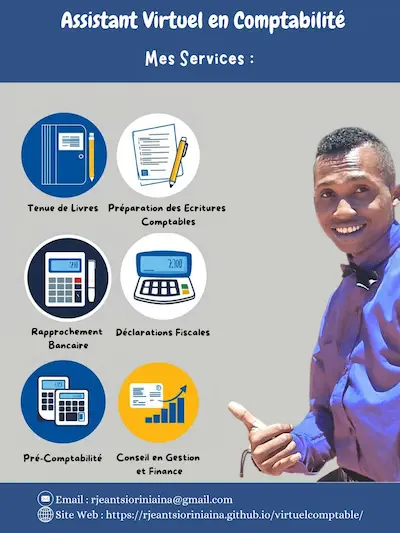 Assistant Virtuel en Comptabilité
Mes Services :
Tenue de Livres
Préparation des Ecritures
Comptables
Rapprochement
Bancaire
Déclarations Fiscales
Pré-Comptabilité
Conseil en Gestion
et Finance
Email : rjeantsioriniaina@gmail.com
Site Web : https://rjeantsioriniaina.github.io/virtuelcomptable/